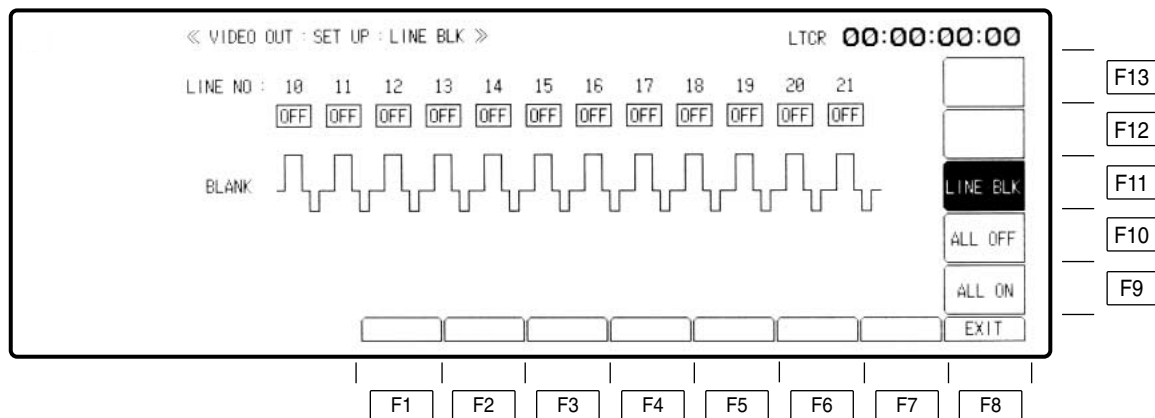 ≪ VIDEO OUT : SET UP : LINE BLK ≫
LTCR 00:00:00:00
LINE NO : 10 11 12 13 14 15 16 17 18 19 20 21
OFF OFF OFF OFF OFF OFF OFF OFF OFF OFF OFF OFF
BLANK
LINE BLK
ALL OFF
ALL ON
EXIT
F13
F12
F11
F10
F9
F1 F2 F3 F4 F5 F6 F7 F8